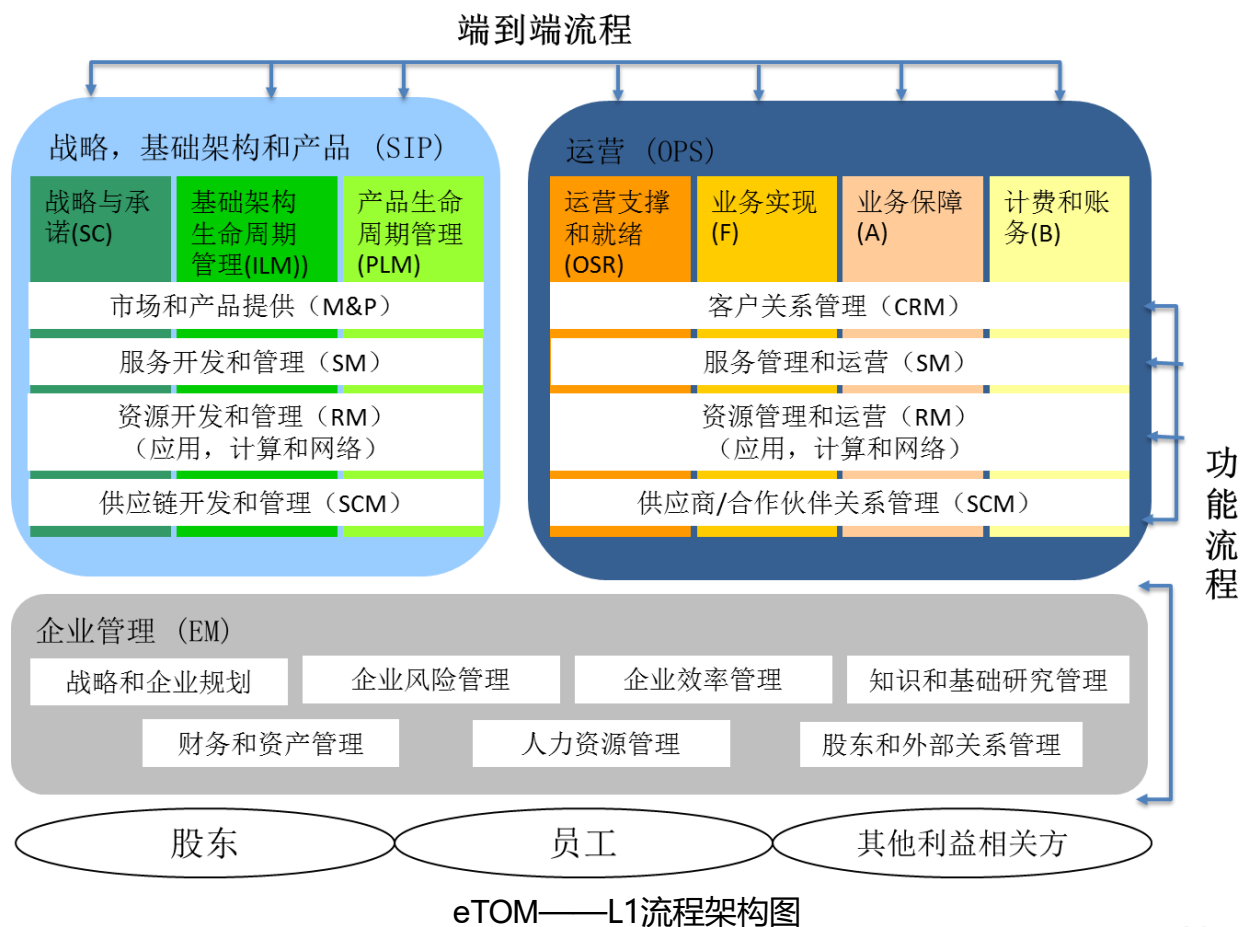 端到端流程
战略，基础架构和产品 (SIP)
战略与承
诺(SC)
基础架构
生命周期
管理(ILM))
产品生命
周期管理
(PLM)
市场和产品提供（M&P）
服务开发和管理（SM）
资源开发和管理（RM）
（应用，计算和网络）
供应链开发和管理（SCM）
运营 (OPS)
运营支撑
和就绪
(OSR)
业务实现
(F)
业务保障
(A)
计费和账
务(B)
客户关系管理（CRM）
服务管理和运营（SM）
资源管理和运营（RM）
（应用，计算和网络）
供应商/合作伙伴关系管理（SCM）
功能流程
企业管理 (EM)
战略和企业规划
企业风险管理
企业效率管理
知识和基础研究管理
财务和资产管理
人力资源管理
股东和外部关系管理
股东
员工
其他利益相关方
eTOM——L1流程架构图